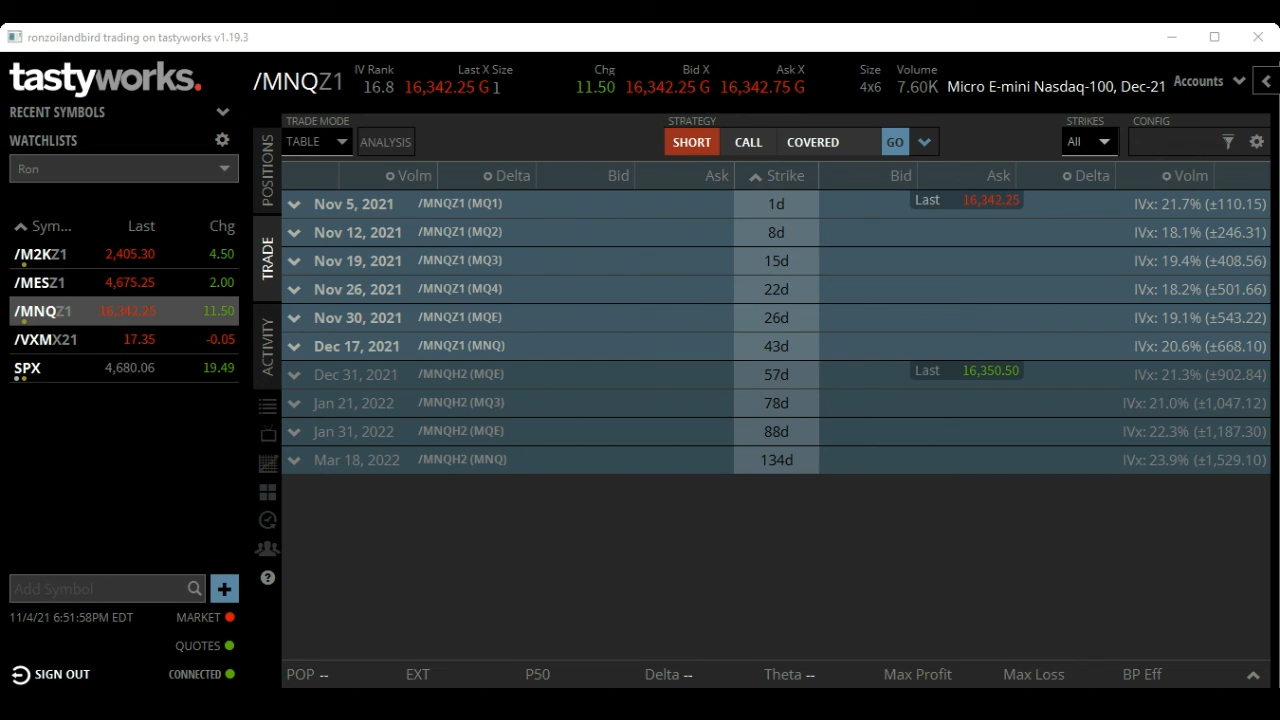 ronzoilandbird trading on tastyworks v1.19.3
tastyworks.
/MNQZ1
IV Rank
16.8
Last X Size
16,342.25 G 1
Chg
11.50
Bid X
16,342.25 G
Ask X
16,342.75 G
Size
4x6
Volume
7.60K
Micro E-mini Nasdaq-100, Dec-21
Accounts
RECENT SYMBOLS
WATCHLISTS
Ron
Sym... Last Chg
/M2KZ1 2,405.30 4.50
/MESZ1 4,675.25 2.00
/MNQZ1 16,342.25 11.50
/VXMX21 17.35 -0.05
SPX 4,680.06 19.49
Add Symbol
11/4/21 6:51:58PM EDT MARKET
QUOTES
SIGN OUT CONNECTED
POSITIONS
TRADE
ACTIVITY
TRADE MODE
TABLE ANALYSIS
STRATEGY
SHORT CALL COVERED GO
STRIKES
All
CONFIG
Volm Delta Bid Ask Strike Bid Ask Delta Volm
Nov 5, 2021 /MNQZ1 (MQ1) 1d Last 16,342.25 IVx: 21.7% (±110.15)
Nov 12, 2021 /MNQZ1 (MQ2) 8d IVx: 18.1% (±246.31)
Nov 19, 2021 /MNQZ1 (MQ3) 15d IVx: 19.4% (±408.56)
Nov 26, 2021 /MNQZ1 (MQ4) 22d IVx: 18.2% (±501.66)
Nov 30, 2021 /MNQZ1 (MQE) 26d IVx: 19.1% (±543.22)
Dec 17, 2021 /MNQZ1 (MNQ) 43d IVx: 20.6% (±668.10)
Dec 31, 2021 /MNQH2 (MQE) 57d Last 16,350.50 IVx: 21.3% (±902.84)
Jan 21, 2022 /MNQH2 (MQ3) 78d IVx: 21.0% (±1,047.12)
Jan 31, 2022 /MNQH2 (MQE) 88d IVx: 22.3% (±1,187.30)
Mar 18, 2022 /MNQH2 (MNQ) 134d IVx: 23.9% (±1,529.10)
POP -- EXT P50 Delta -- Theta -- Max Profit Max Loss BP Eff